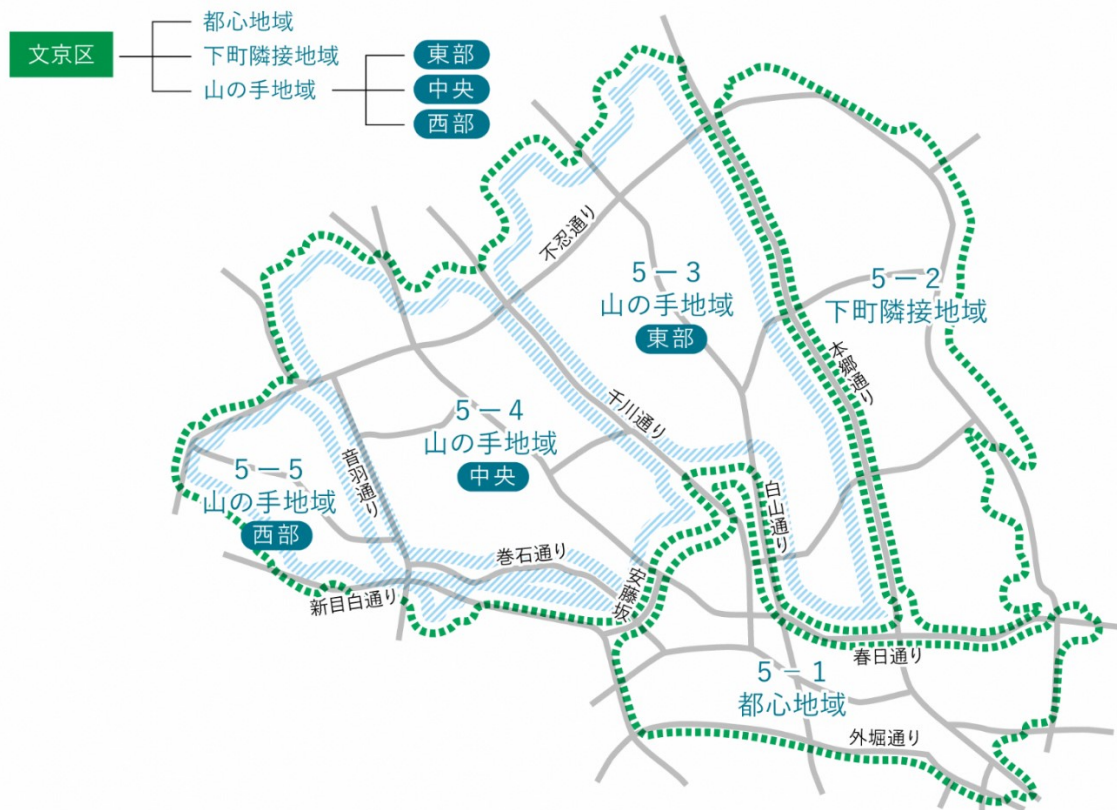 文京区
都心地域
下町隣接地域
山の手地域
東部
中央
西部
不忍通り
5－3
山の手地域
東部
5－2
下町隣接地域
本郷通り
千川通り
5－4
山の手地域
中央
音羽通り
5－5
山の手地域
西部
白山通り
巻石通り
安藤坂
新目白通り
春日通り
5－1
都心地域
外堀通り